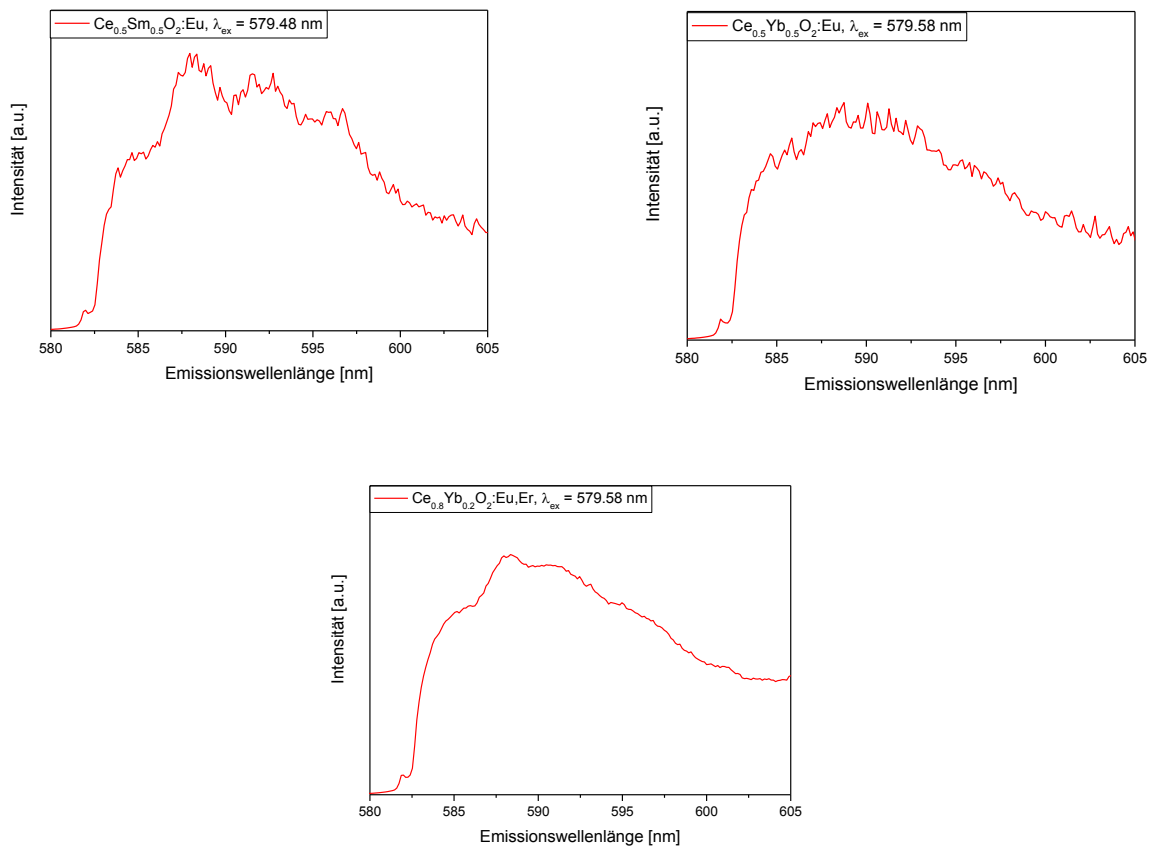 Ce0.5Sm0.5O2:Eu, λex = 579.48 nm
Intensität [a.u.]
580 585 590 595 600 605
Emissionswellenlänge [nm]
Ce0.5Yb0.5O2:Eu, λex = 579.58 nm
Intensität [a.u.]
580 585 590 595 600 605
Emissionswellenlänge [nm]
Ce0.8Yb0.2O2:Eu,Er, λex = 579.58 nm
Intensität [a.u.]
580 585 590 595 600 605
Emissionswellenlänge [nm]